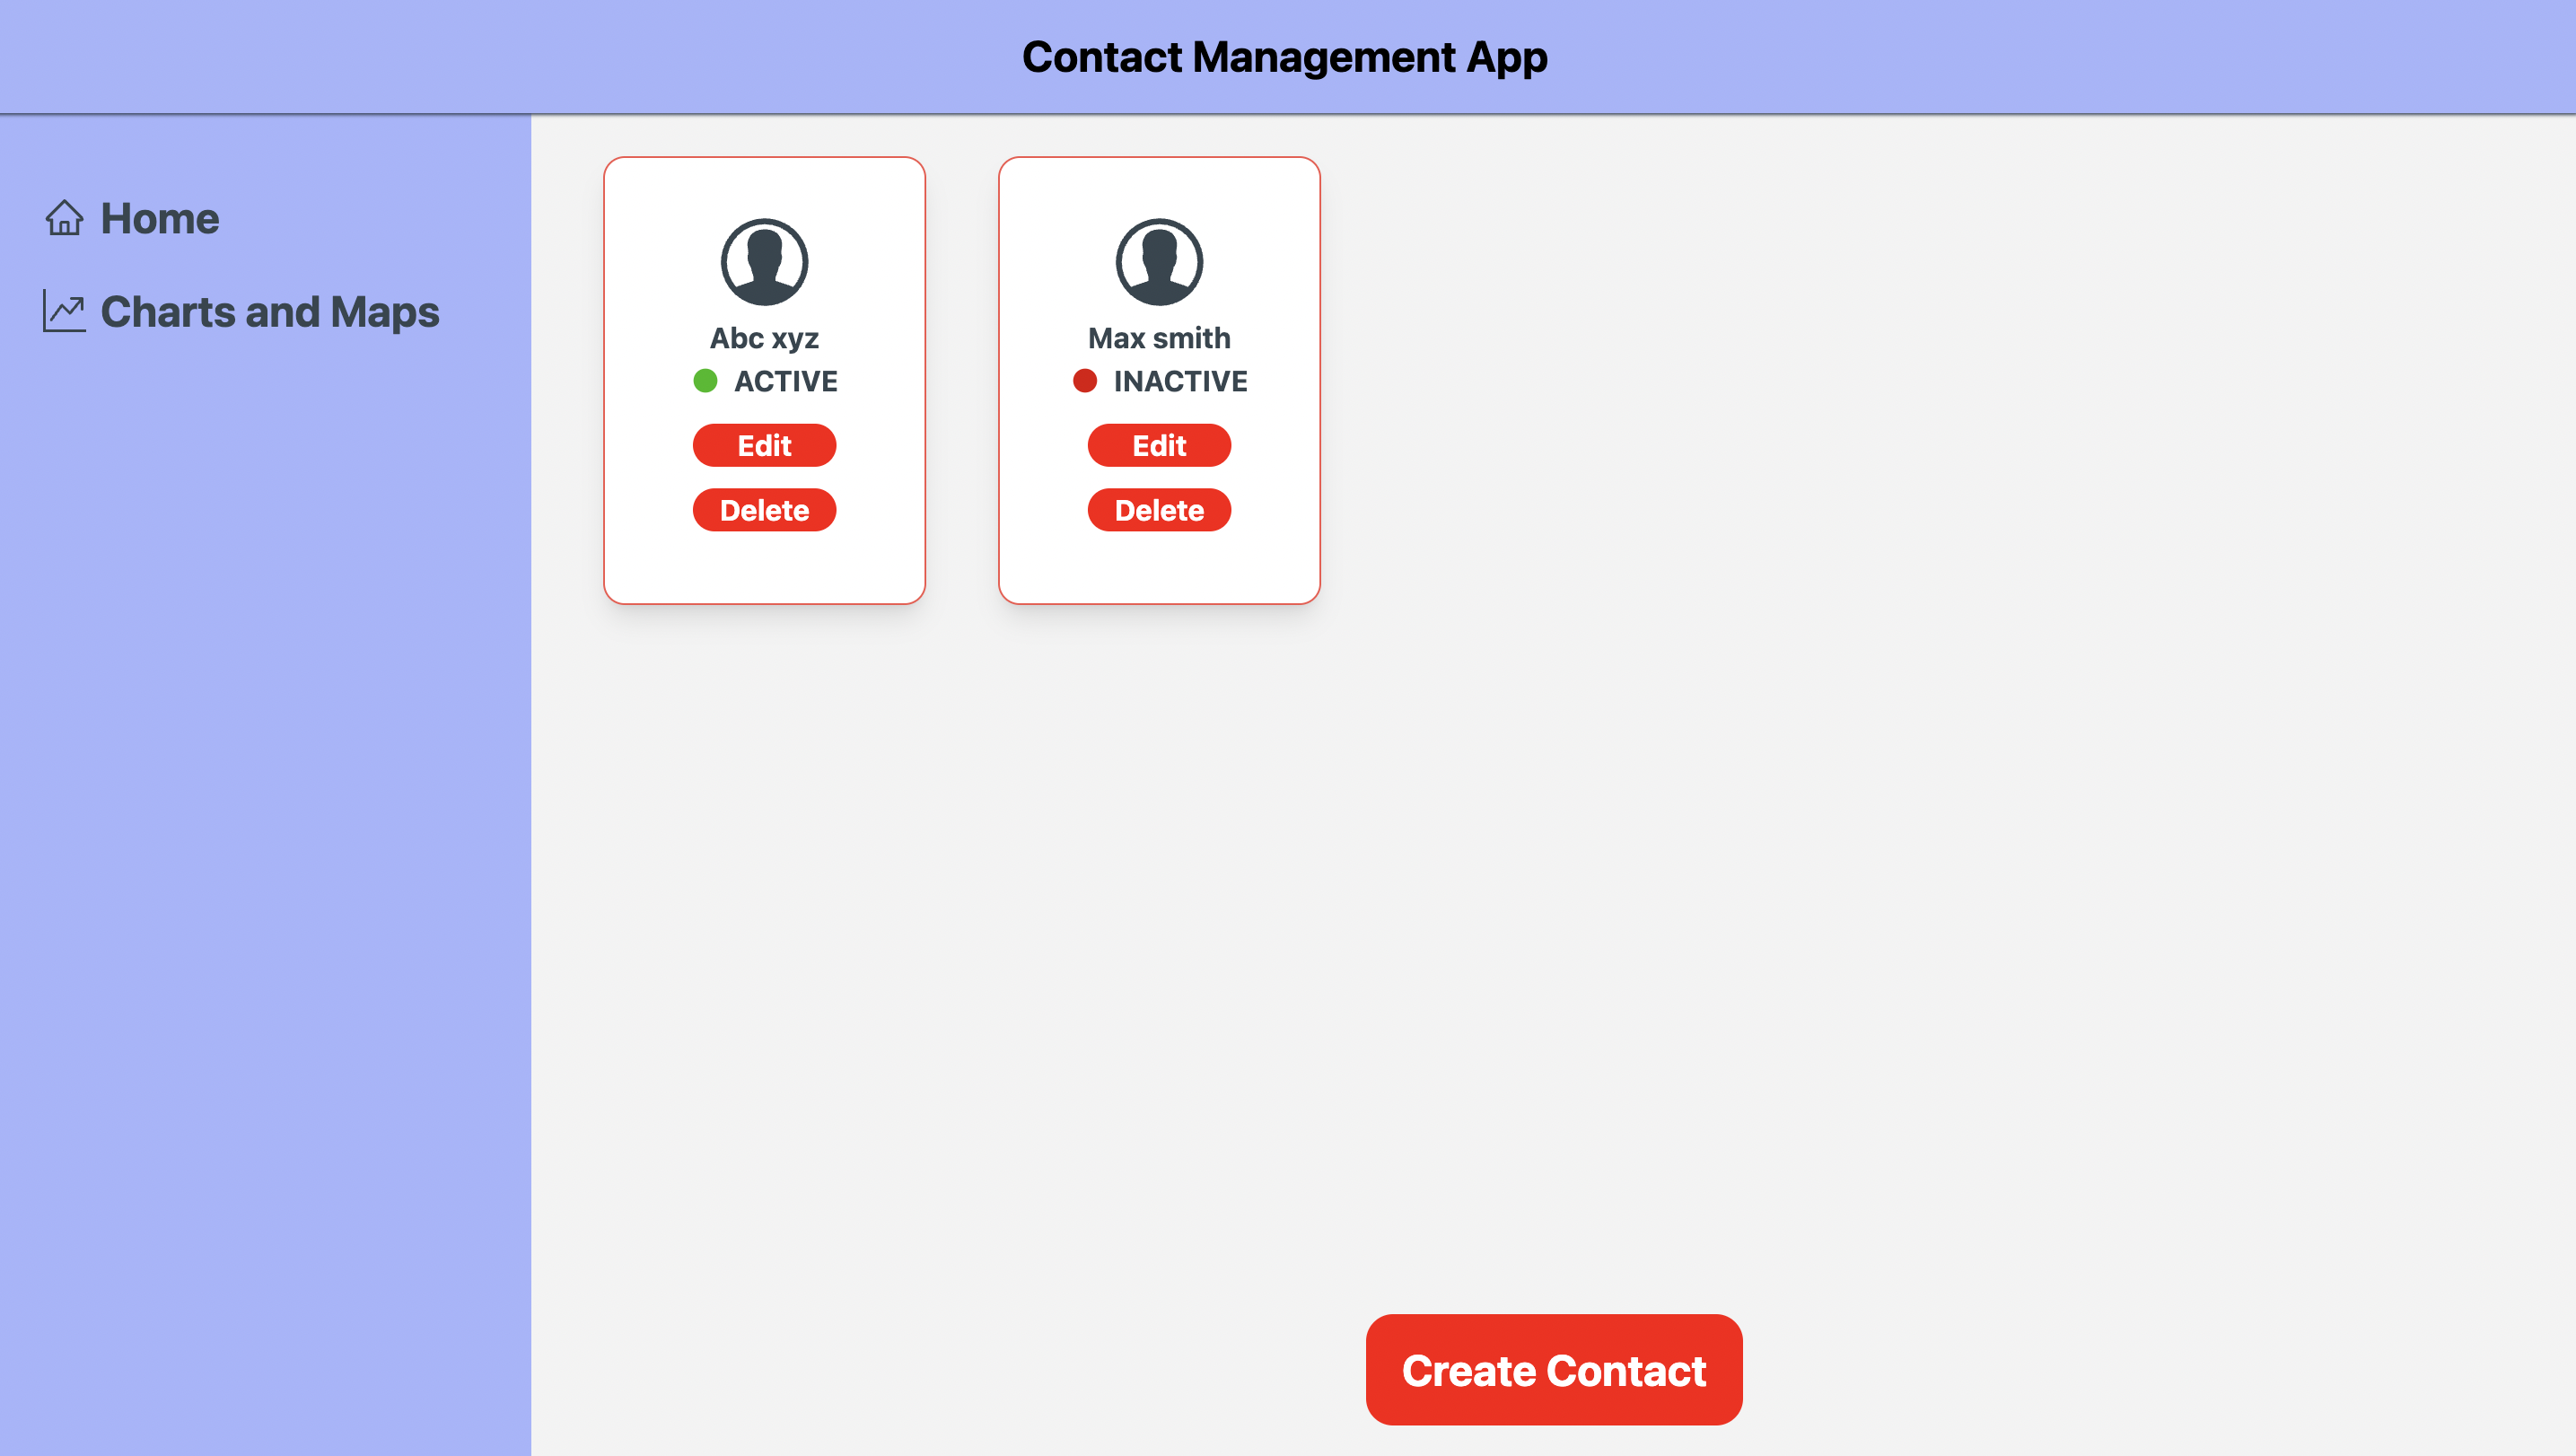 Contact Management App
Home
Charts and Maps
Abc xyz
ACTIVE
Edit
Delete
Max smith
INACTIVE
Edit
Delete
Create Contact